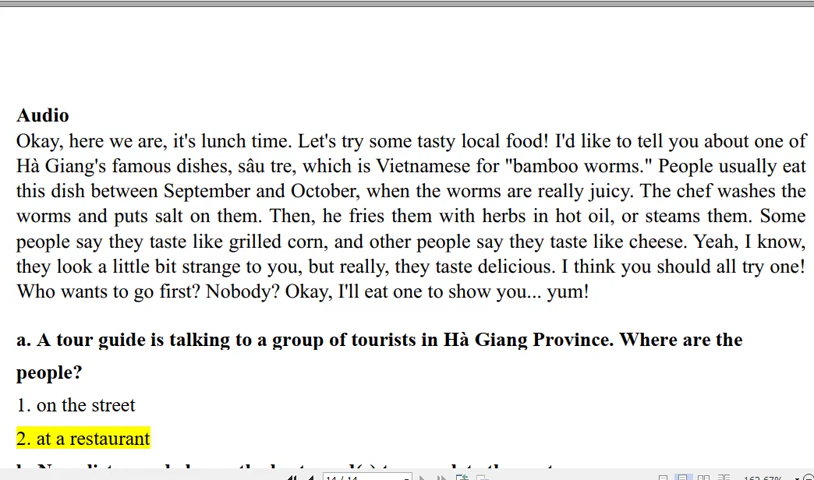 Audio
Okay, here we are, it's lunch time. Let's try some tasty local food! I'd like to tell you about one of
Hà Giang's famous dishes, sâu tre, which is Vietnamese for "bamboo worms." People usually eat
this dish between September and October, when the worms are really juicy. The chef washes the
worms and puts salt on them. Then, he fries them with herbs in hot oil, or steams them. Some
people say they taste like grilled corn, and other people say they taste like cheese. Yeah, I know,
they look a little bit strange to you, but really, they taste delicious. I think you should all try one!
Who wants to go first? Nobody? Okay, I'll eat one to show you... yum!
a. A tour guide is talking to a group of tourists in Hà Giang Province. Where are the
people?
1. on the street
2. at a restaurant
14 / 14